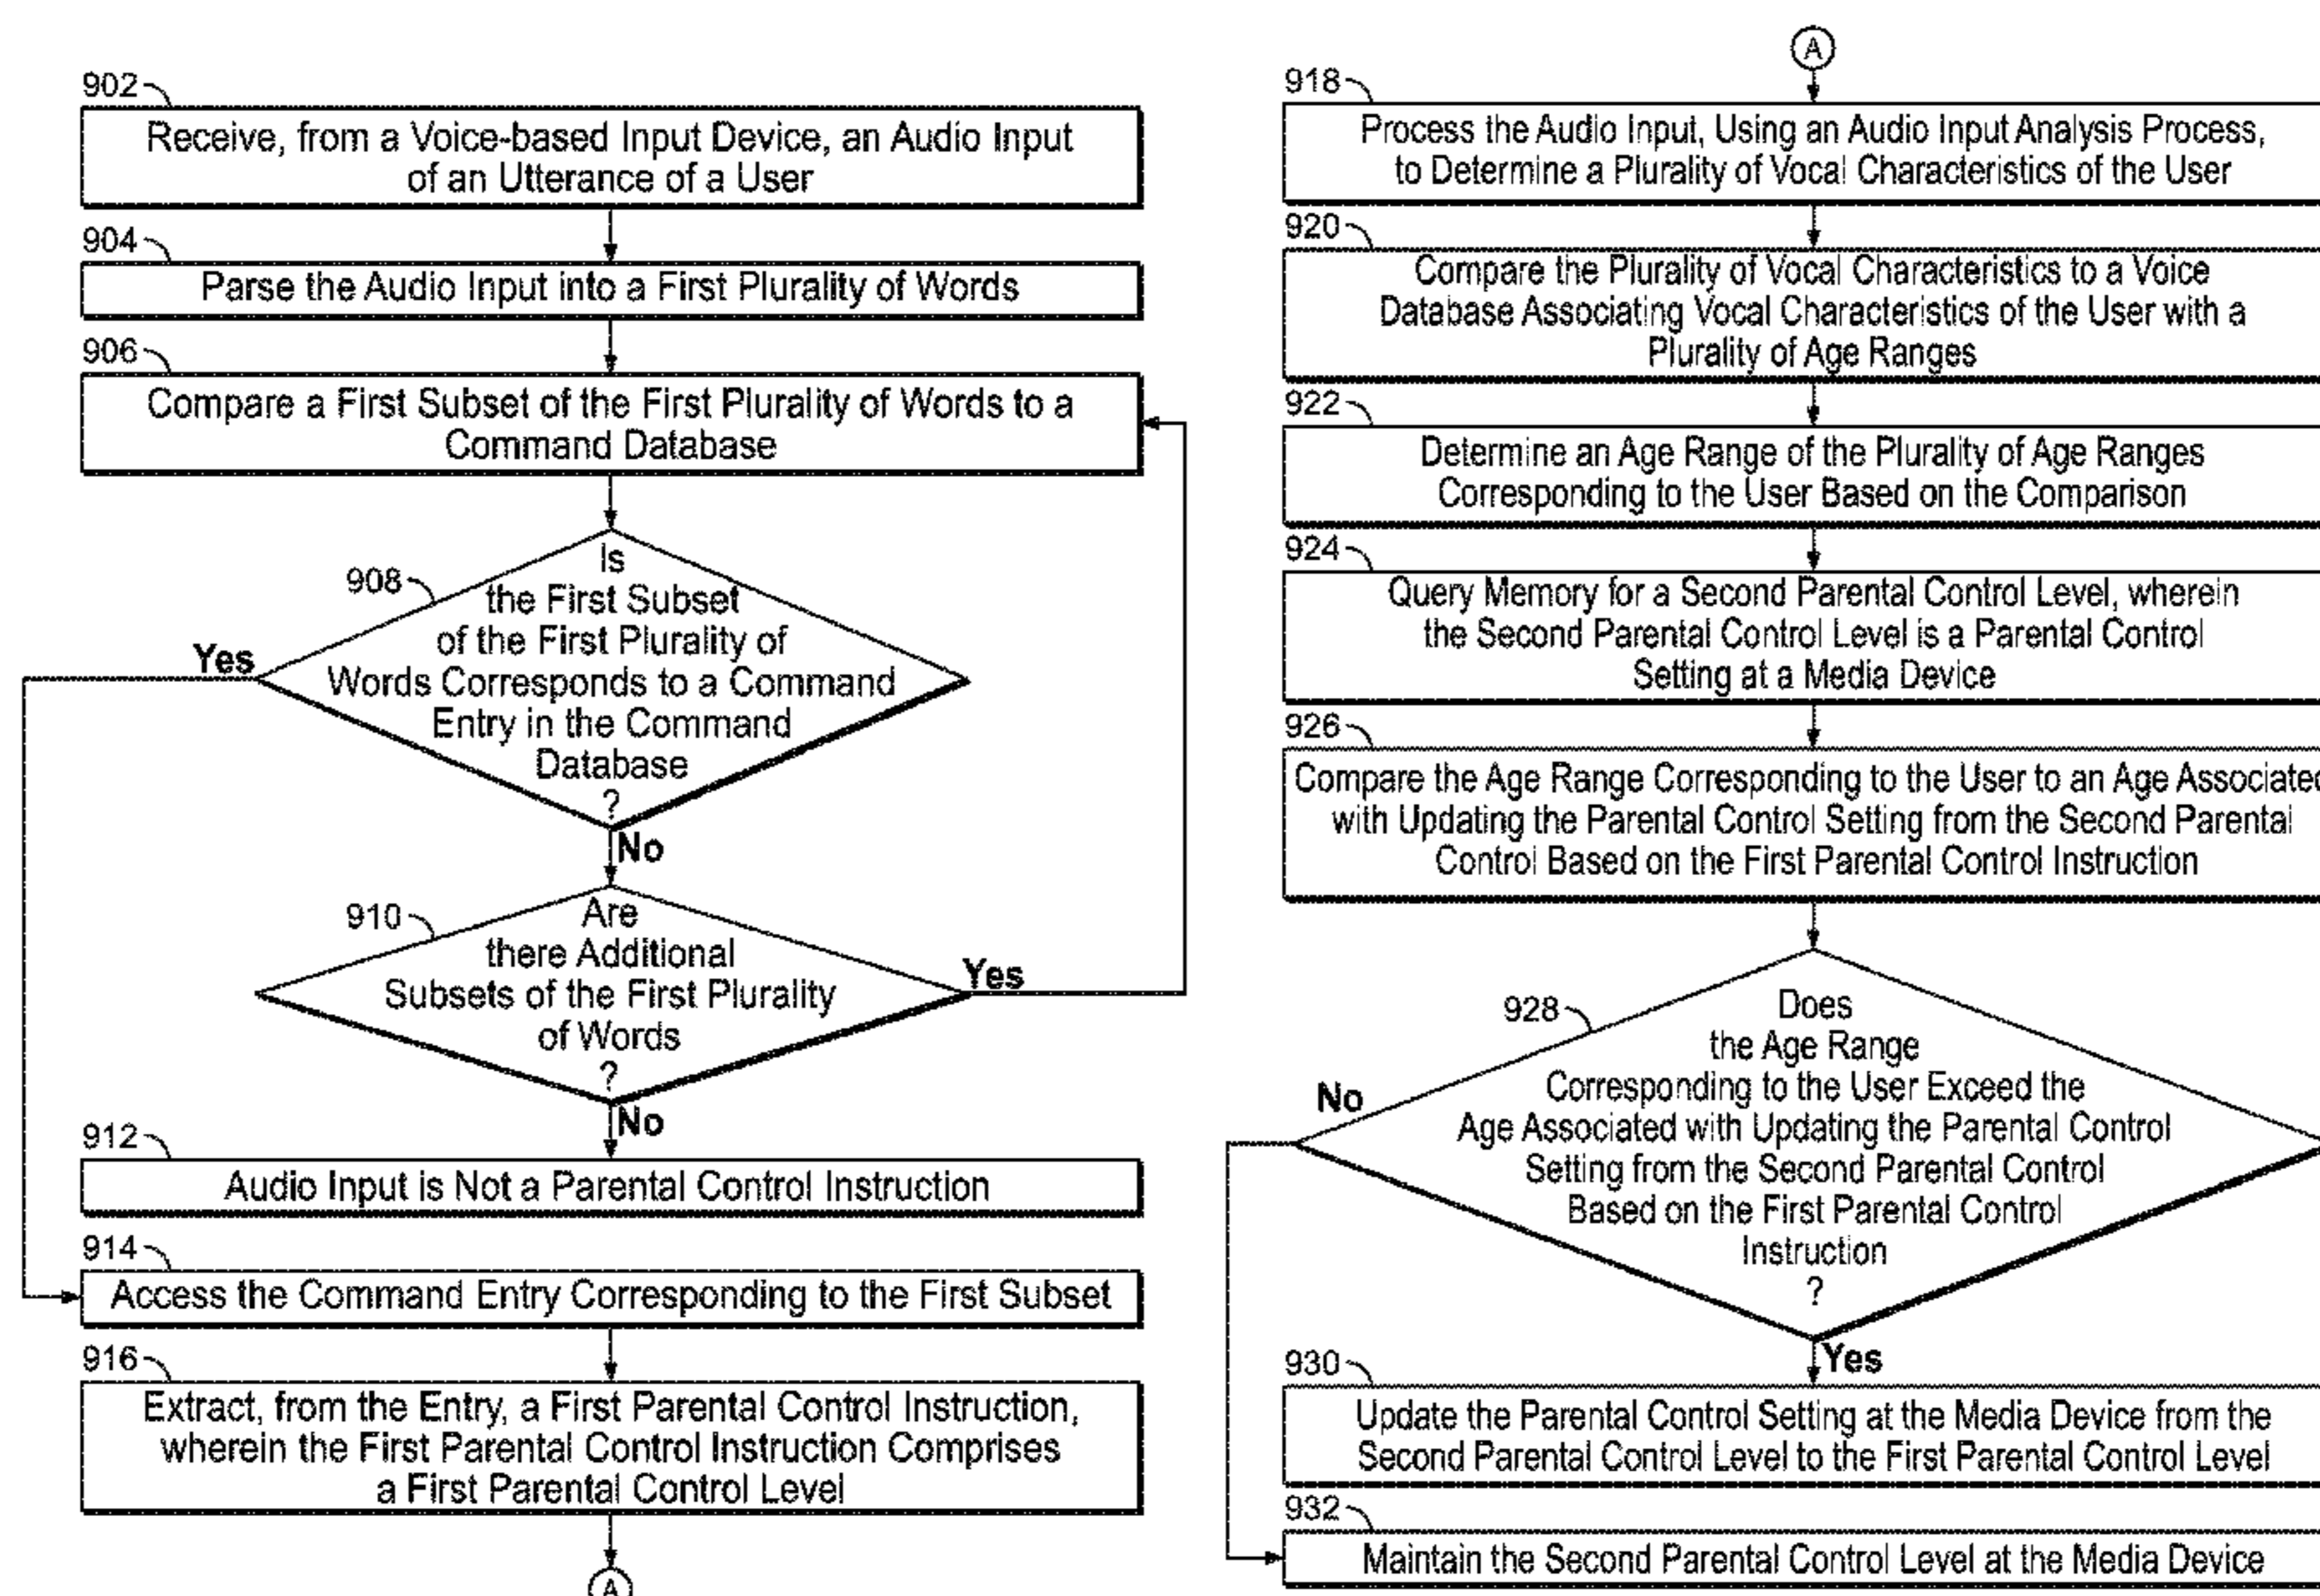 902
Receive, from a Voice-based Input Device, an Audio Input
of an Utterance of a User
904
Parse the Audio Input into a First Plurality of Words
906
Compare a First Subset of the First Plurality of Words to a
Command Database
908
Is
the First Subset
of the First Plurality of
Words Corresponds to a Command
Entry in the Command
Database
?
Yes
No
910
Are
there Additional
Subsets of the First Plurality
of Words
?
Yes
No
912
Audio Input is Not a Parental Control Instruction
914
Access the Command Entry Corresponding to the First Subset
916
Extract, from the Entry, a First Parental Control Instruction,
wherein the First Parental Control Instruction Comprises
a First Parental Control Level
A
A
918
Process the Audio Input, Using an Audio Input Analysis Process,
to Determine a Plurality of Vocal Characteristics of the User
920
Compare the Plurality of Vocal Characteristics to a Voice
Database Associating Vocal Characteristics of the User with a
Plurality of Age Ranges
922
Determine an Age Range of the Plurality of Age Ranges
Corresponding to the User Based on the Comparison
924
Query Memory for a Second Parental Control Level, wherein
the Second Parental Control Level is a Parental Control
Setting at a Media Device
926
Compare the Age Range Corresponding to the User to an Age Associated
with Updating the Parental Control Setting from the Second Parental
Control Based on the First Parental Control Instruction
928
Does
the Age Range
Corresponding to the User Exceed the
Age Associated with Updating the Parental Control
Setting from the Second Parental Control
Based on the First Parental Control
Instruction
?
No
Yes
930
Update the Parental Control Setting at the Media Device from the
Second Parental Control Level to the First Parental Control Level
932
Maintain the Second Parental Control Level at the Media Device